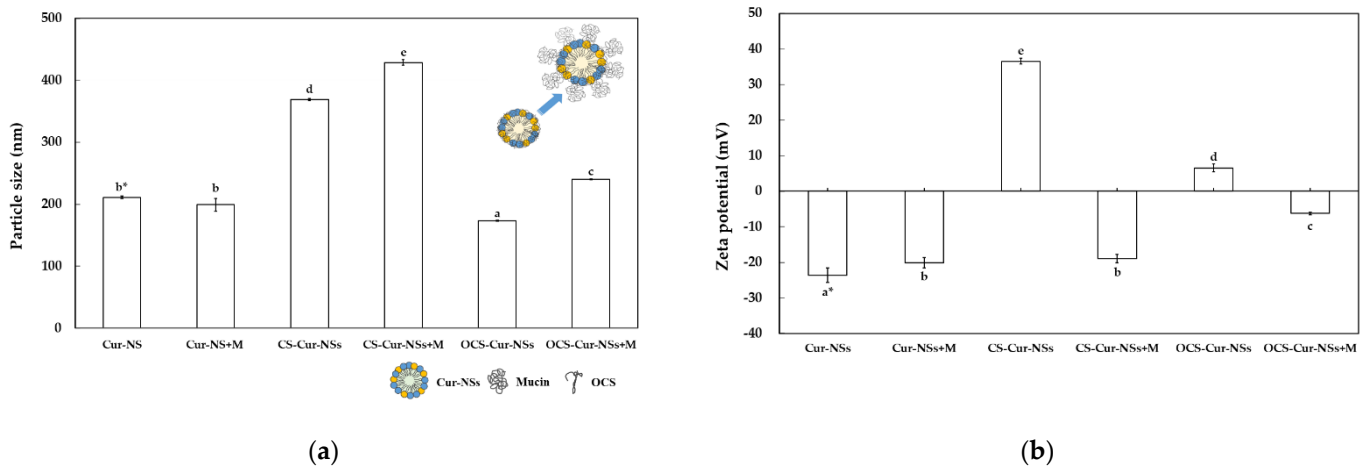 500
400
300
200
100
0
Particle size (nm)
b*
b
d
e
a
c
Cur-NS
Cur-NS+M
CS-Cur-NSs
CS-Cur-NSs+M
OCS-Cur-NSs
OCS-Cur-NSs+M
Cur-NSs
Mucin
OCS
(a)
50
40
30
20
10
0
-10
-20
-30
-40
Zeta potential (mV)
a*
b
e
b
d
c
Cur-NSs
Cur-NSs+M
CS-Cur-NSs
CS-Cur-NSs+M
OCS-Cur-NSs
OCS-Cur-NSs+M
(b)